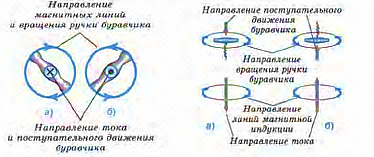 Направление
магнитных линий
и вращения ручки буравчика
а)
б)
Направление тока
и поступательного движения
буравчика
Направление поступательного
движения
буравчика
Направление
вращения ручки
буравчика
Направление
линий магнитной
индукции
а)
б)
Направление тока